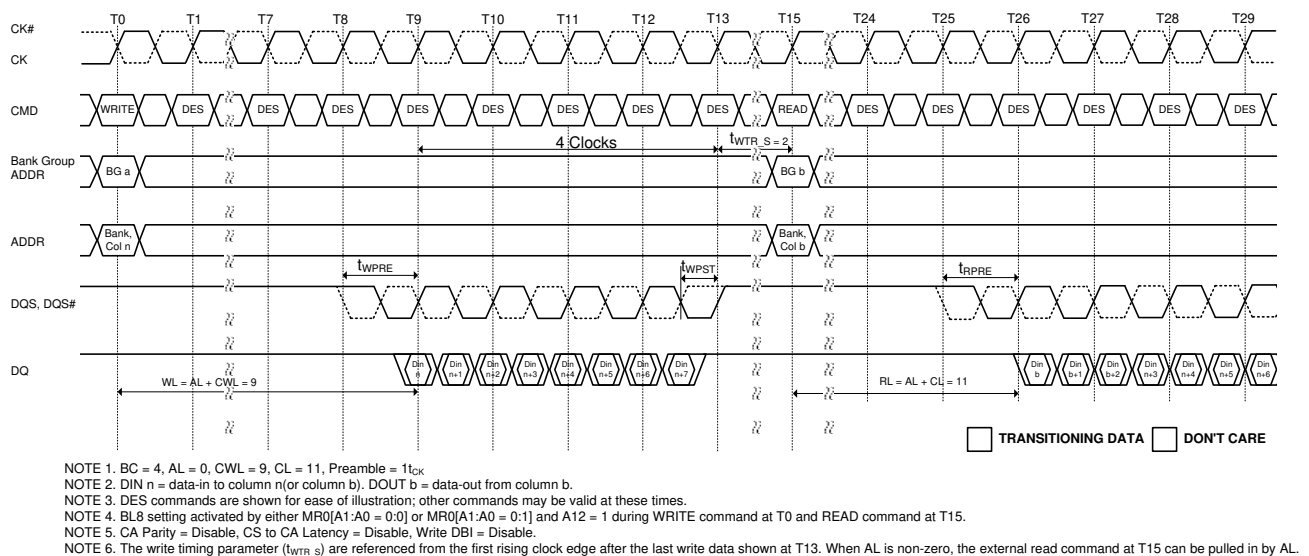 T0 T1 T7 T8 T9 T10 T11 T12 T13 T15 T24 T25 T26 T27 T28 T29
CK#
CK
CMD WRITE DES DES DES DES DES DES DES DES READ DES DES DES DES DES DES
4 Clocks tWTR_S = 2
Bank Group
ADDR
BG a BG b
ADDR
Bank,
Col n
Bank,
Col b
tWPRE tWPST tRPRE
DQS, DQS#
DQ
Din
n
Din
n+1
Din
n+2
Din
n+3
Din
n+4
Din
n+5
Din
n+6
Din
n+7
Din
b
Din
b+1
Din
b+2
Din
n+3
Din
n+4
Din
n+5
Din
n+6
WL = AL + CWL = 9
RL = AL + CL = 11
TRANSITIONING DATA DON'T CARE
NOTE 1. BC = 4, AL = 0, CWL = 9, CL = 11, Preamble = 1tCK
NOTE 2. DIN n = data-in to column n(or column b). DOUT b = data-out from column b.
NOTE 3. DES commands are shown for ease of illustration; other commands may be valid at these times.
NOTE 4. BL8 setting activated by either MR0[A1:A0 = 0:0] or MR0[A1:A0 = 0:1] and A12 = 1 during WRITE command at T0 and READ command at T15.
NOTE 5. CA Parity = Disable, CS to CA Latency = Disable, Write DBI = Disable.
NOTE 6. The write timing parameter (tWTR_S) are referenced from the first rising clock edge after the last write data shown at T13. When AL is non-zero, the external read command at T15 can be pulled in by AL.